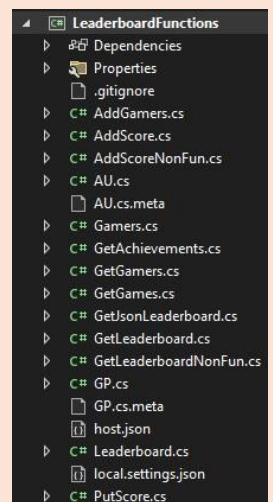 C# LeaderboardFunctions
Dependencies
Properties
.gitignore
C# AddGamers.cs
C# AddScore.cs
C# AddScoreNonFun.cs
C# AU.cs
AU.cs.meta
C# Gamers.cs
C# GetAchievements.cs
C# GetGamers.cs
C# GetGames.cs
C# GetJsonLeaderboard.cs
C# GetLeaderboard.cs
C# GetLeaderboardNonFun.cs
C# GP.cs
GP.cs.meta
host.json
C# Leaderboard.cs
local.settings.json
C# PutScore.cs